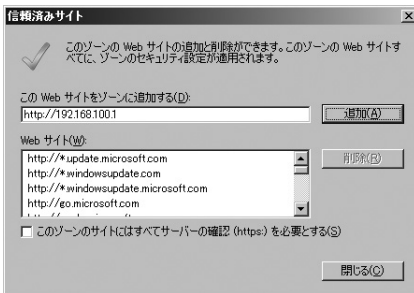 信頼済みサイト
このゾーンの Web サイトの追加と削除ができます。このゾーンの Web サイトす
べてに、ゾーンのセキュリティ設定が適用されます。
この Web サイトをゾーンに追加する(D):
http://192.168.100.1
追加(A)
Web サイト(W):
http://*.update.microsoft.com
http://*.windowsupdate.com
http://*.windowsupdate.microsoft.com
http://go.microsoft.com
削除(R)
このゾーンのサイトにはすべてサーバーの確認 (https:) を必要とする(S)
閉じる(C)